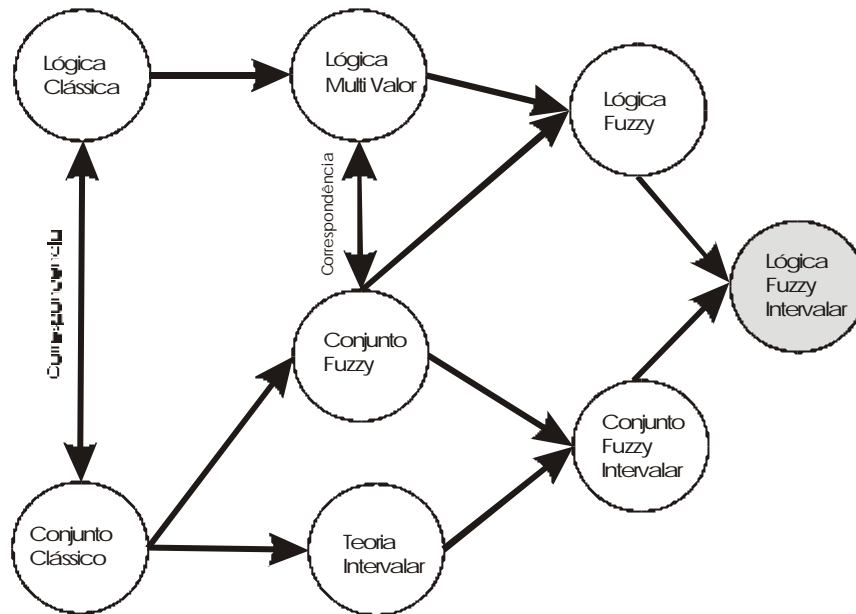 Lógica
Clássica
Lógica
Multi Valor
Lógica
Fuzzy
Correspondência
Lógica
Fuzzy
Intervalar
Conjunto
Fuzzy
Conjunto
Fuzzy
Intervalar
Conjunto
Clássico
Teoria
Intervalar